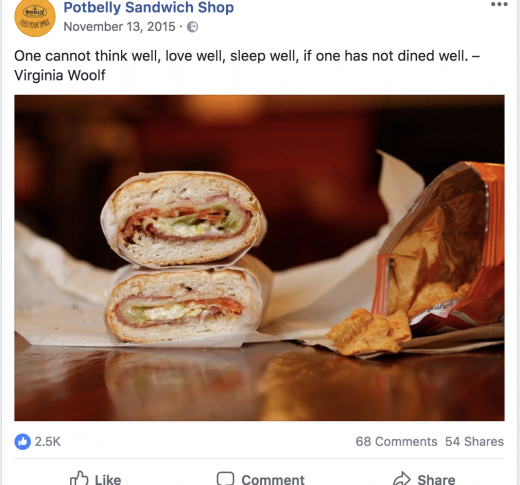 Potbelly Sandwich Shop
November 13, 2015 ·
One cannot think well, love well, sleep well, if one has not dined well. –
Virginia Woolf
2.5K
68 Comments 54 Shares
Like
Comment
Share